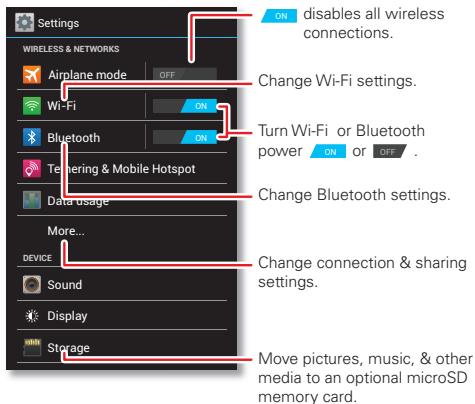 Settings
WIRELESS & NETWORKS
Airplane mode OFF
Wi-Fi ON
Bluetooth ON
Tethering & Mobile Hotspot
Data usage
More...
DEVICE
Sound
Display
Storage
ON disables all wireless
connections.
Change Wi-Fi settings.
Turn Wi-Fi or Bluetooth
power ON or OFF .
Change Bluetooth settings.
Change connection & sharing
settings.
Move pictures, music, & other
media to an optional microSD
memory card.